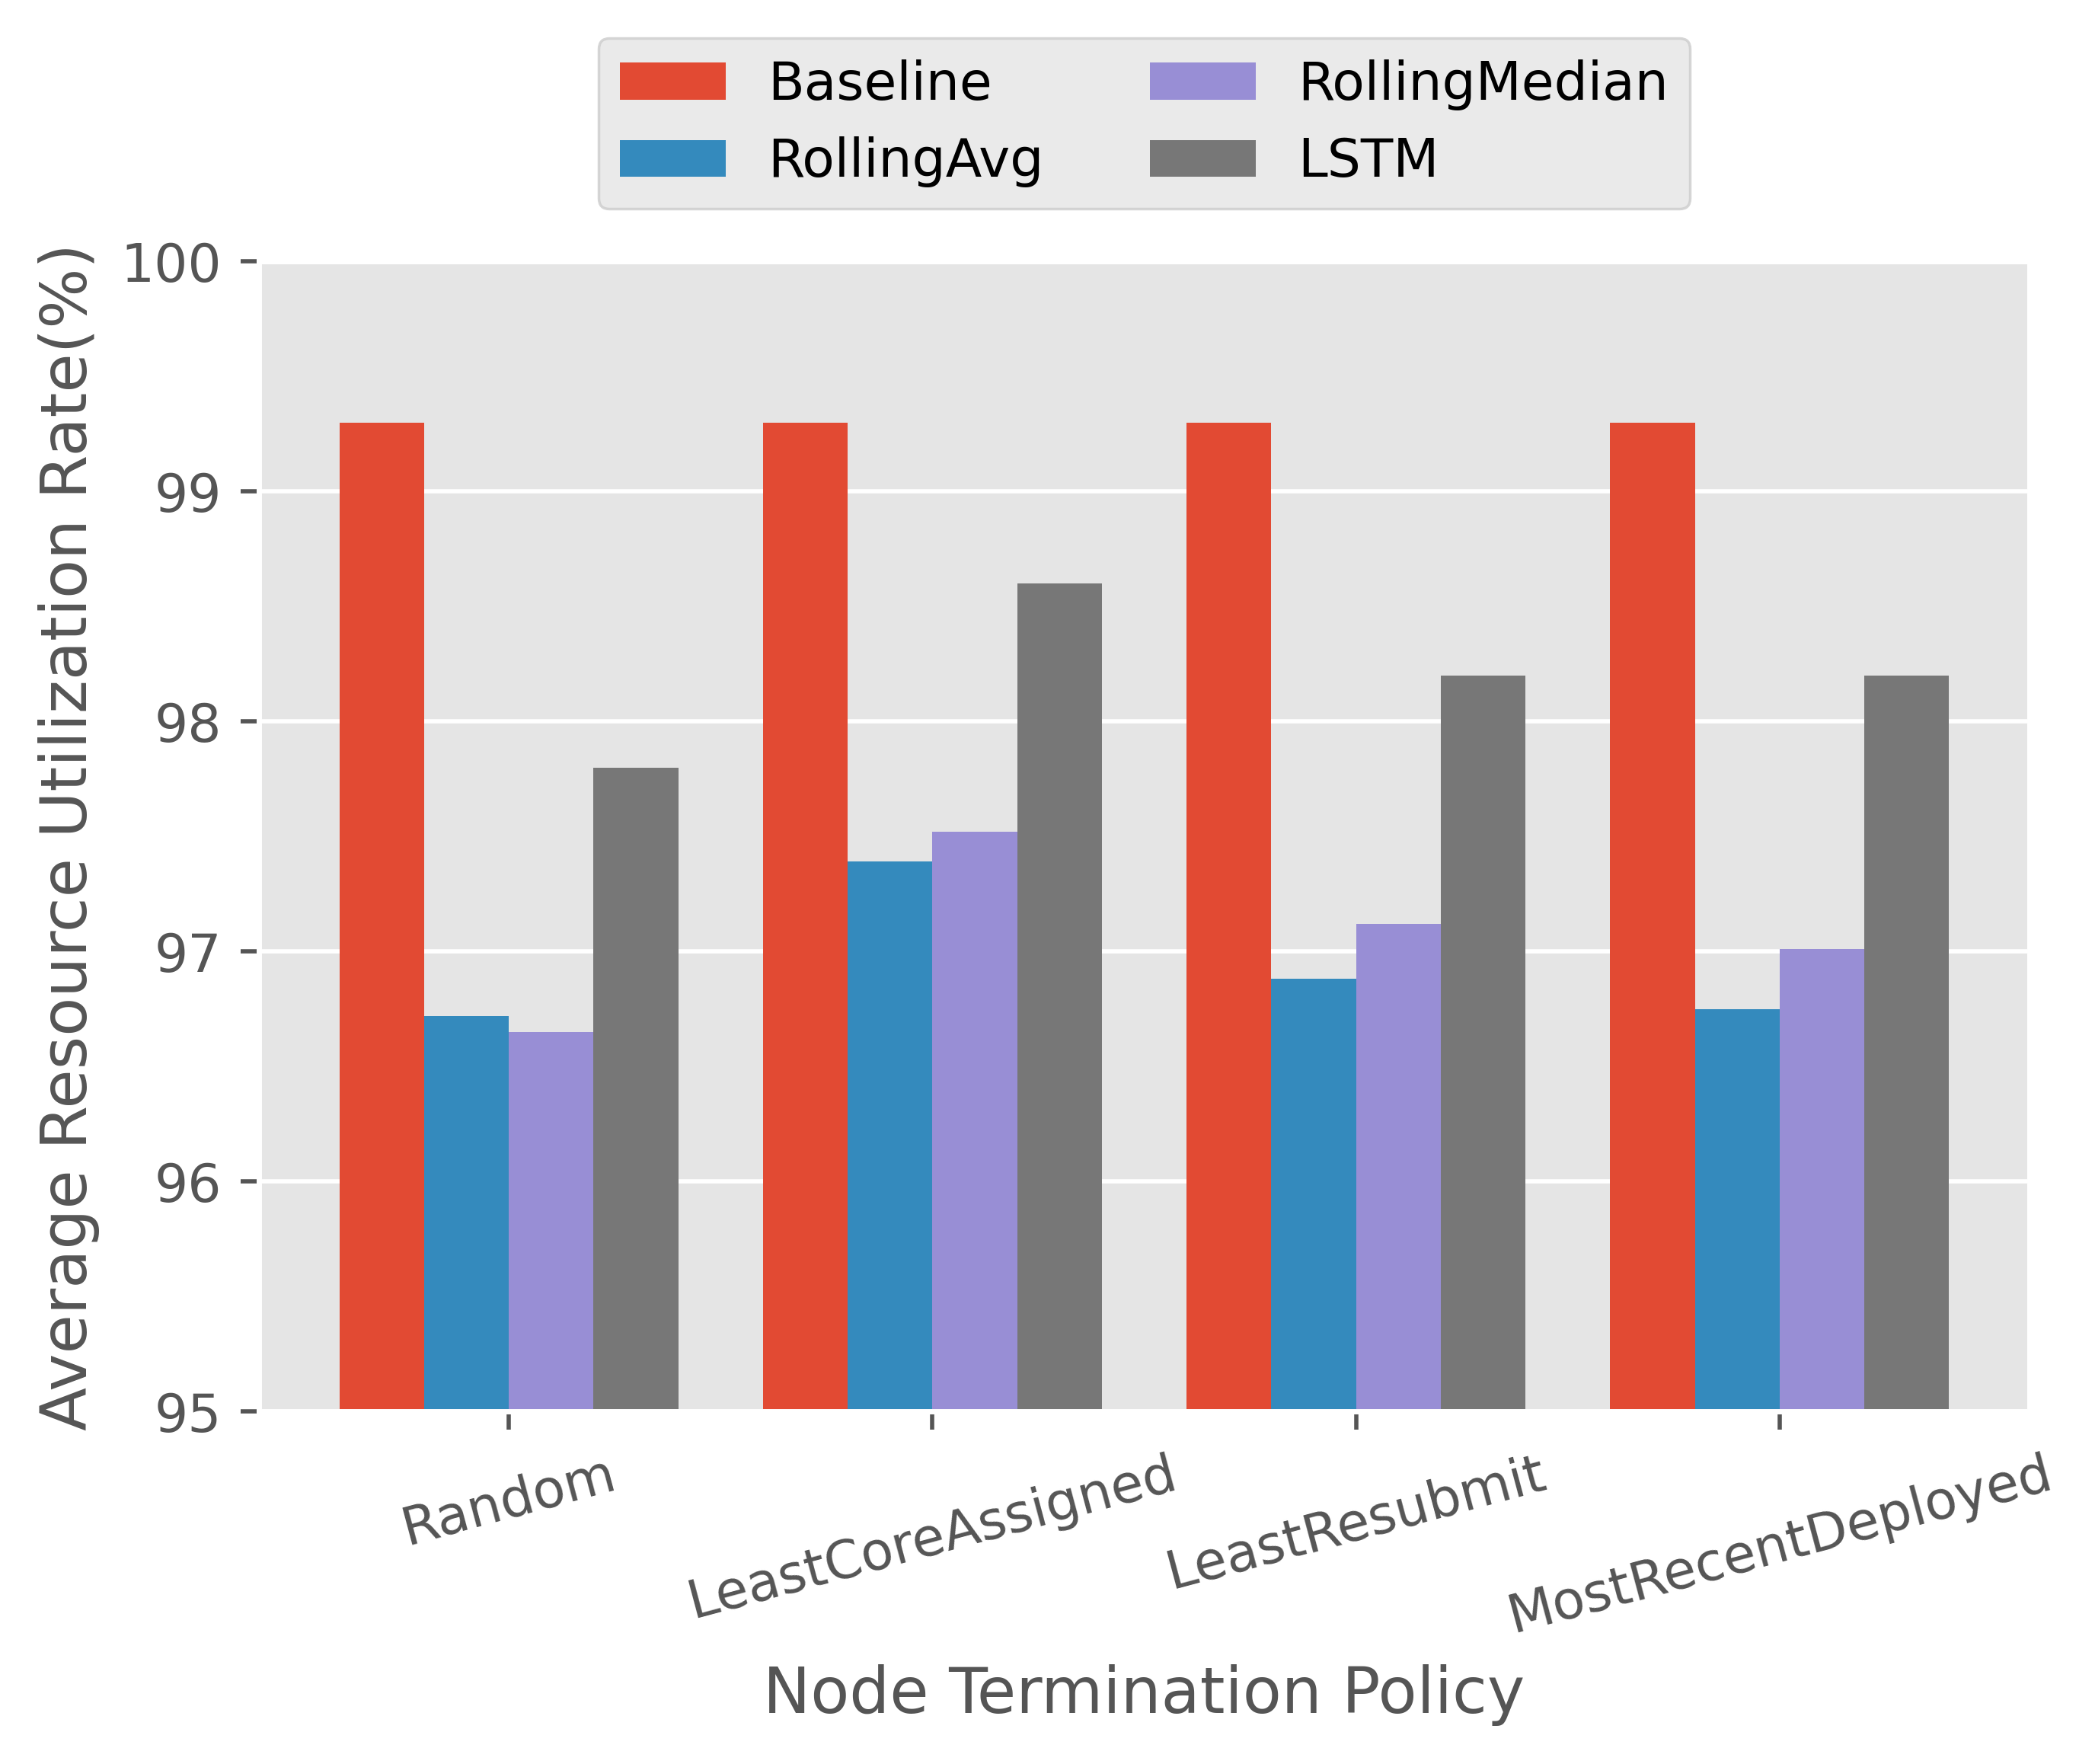 Baseline
RollingAvg
RollingMedian
LSTM
Average Resource Utilization Rate(%)
100
99
98
97
96
95
Random
LeastCoreAssigned
LeastResubmit
MostRecentDeployed
Node Termination Policy